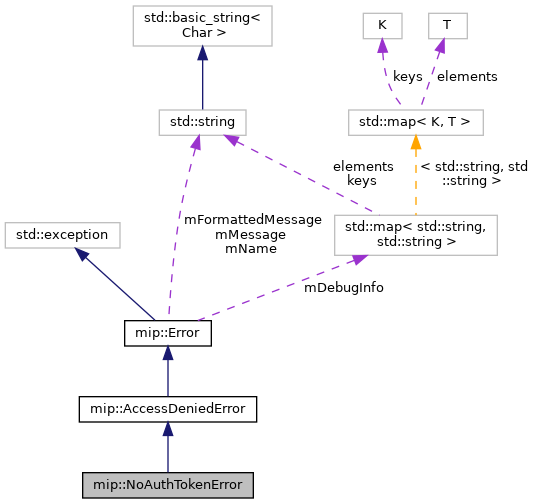 std::basic_string<
Char >
K
T
keys
elements
std::string
std::map< K, T >
elements
keys
< std::string, std
::string >
mFormattedMessage
mMessage
mName
std::exception
std::map< std::string,
std::string >
mDebugInfo
mip::Error
mip::AccessDeniedError
mip::NoAuthTokenError